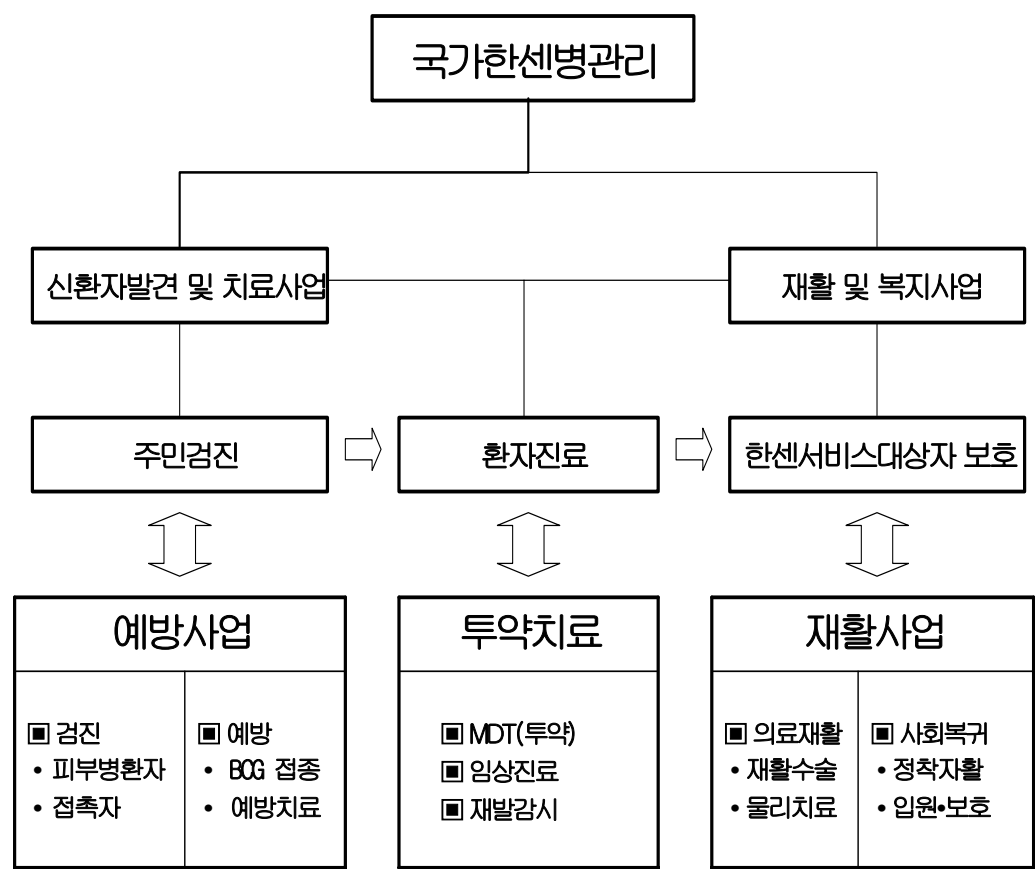 국가한센병관리
신환자발견 및 치료사업
재활 및 복지사업
주민검진
환자진료
한센서비스대상자 보호
예방사업
▣ 검진
• 피부병환자
• 접촉자
▣ 예방
• BCG 접종
• 예방치료
투약치료
▣ MDT(투약)
▣ 임상진료
▣ 재발감시
재활사업
▣ 의료재활
• 재활수술
• 물리치료
▣ 사회복귀
• 정착자활
• 입원•보호